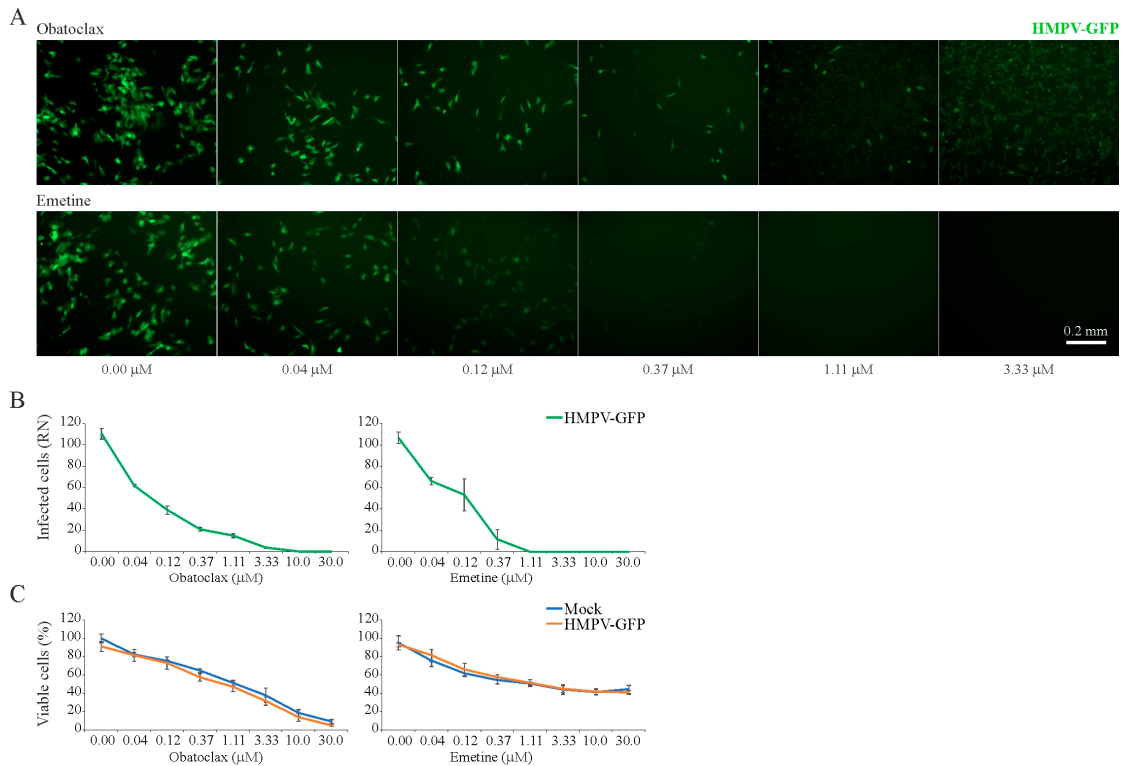 A
Obatoclax HMPV-GFP
Emetine
0.2 mm
0.00 µM 0.04 µM 0.12 µM 0.37 µM 1.11 µM 3.33 µM
B
HMPV-GFP
Infected cells (RN)
120
100
80
60
40
20
0
0.00 0.04 0.12 0.37 1.11 3.33 10.0 30.0
Obatoclax (µM)
120
100
80
60
40
20
0
0.00 0.04 0.12 0.37 1.11 3.33 10.0 30.0
Emetine (µM)
C
Mock
HMPV-GFP
Viable cells (%)
120
100
80
60
40
20
0
0.00 0.04 0.12 0.37 1.11 3.33 10.0 30.0
Obatoclax (µM)
120
100
80
60
40
20
0
0.00 0.04 0.12 0.37 1.11 3.33 10.0 30.0
Emetine (µM)